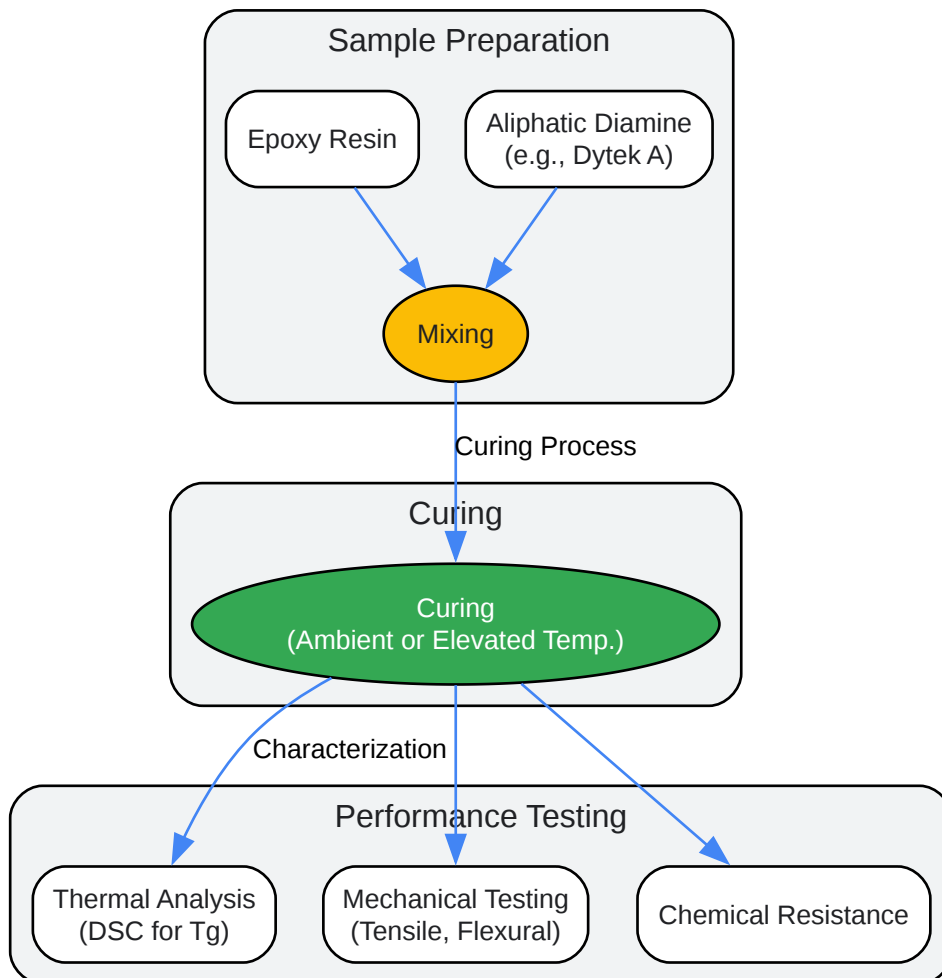 Sample Preparation
Epoxy Resin
Aliphatic Diamine
(e.g., Dytek A)
Mixing
Curing Process
Curing
Curing
(Ambient or Elevated Temp.)
Characterization
Performance Testing
Thermal Analysis
(DSC for Tg)
Mechanical Testing
(Tensile, Flexural)
Chemical Resistance